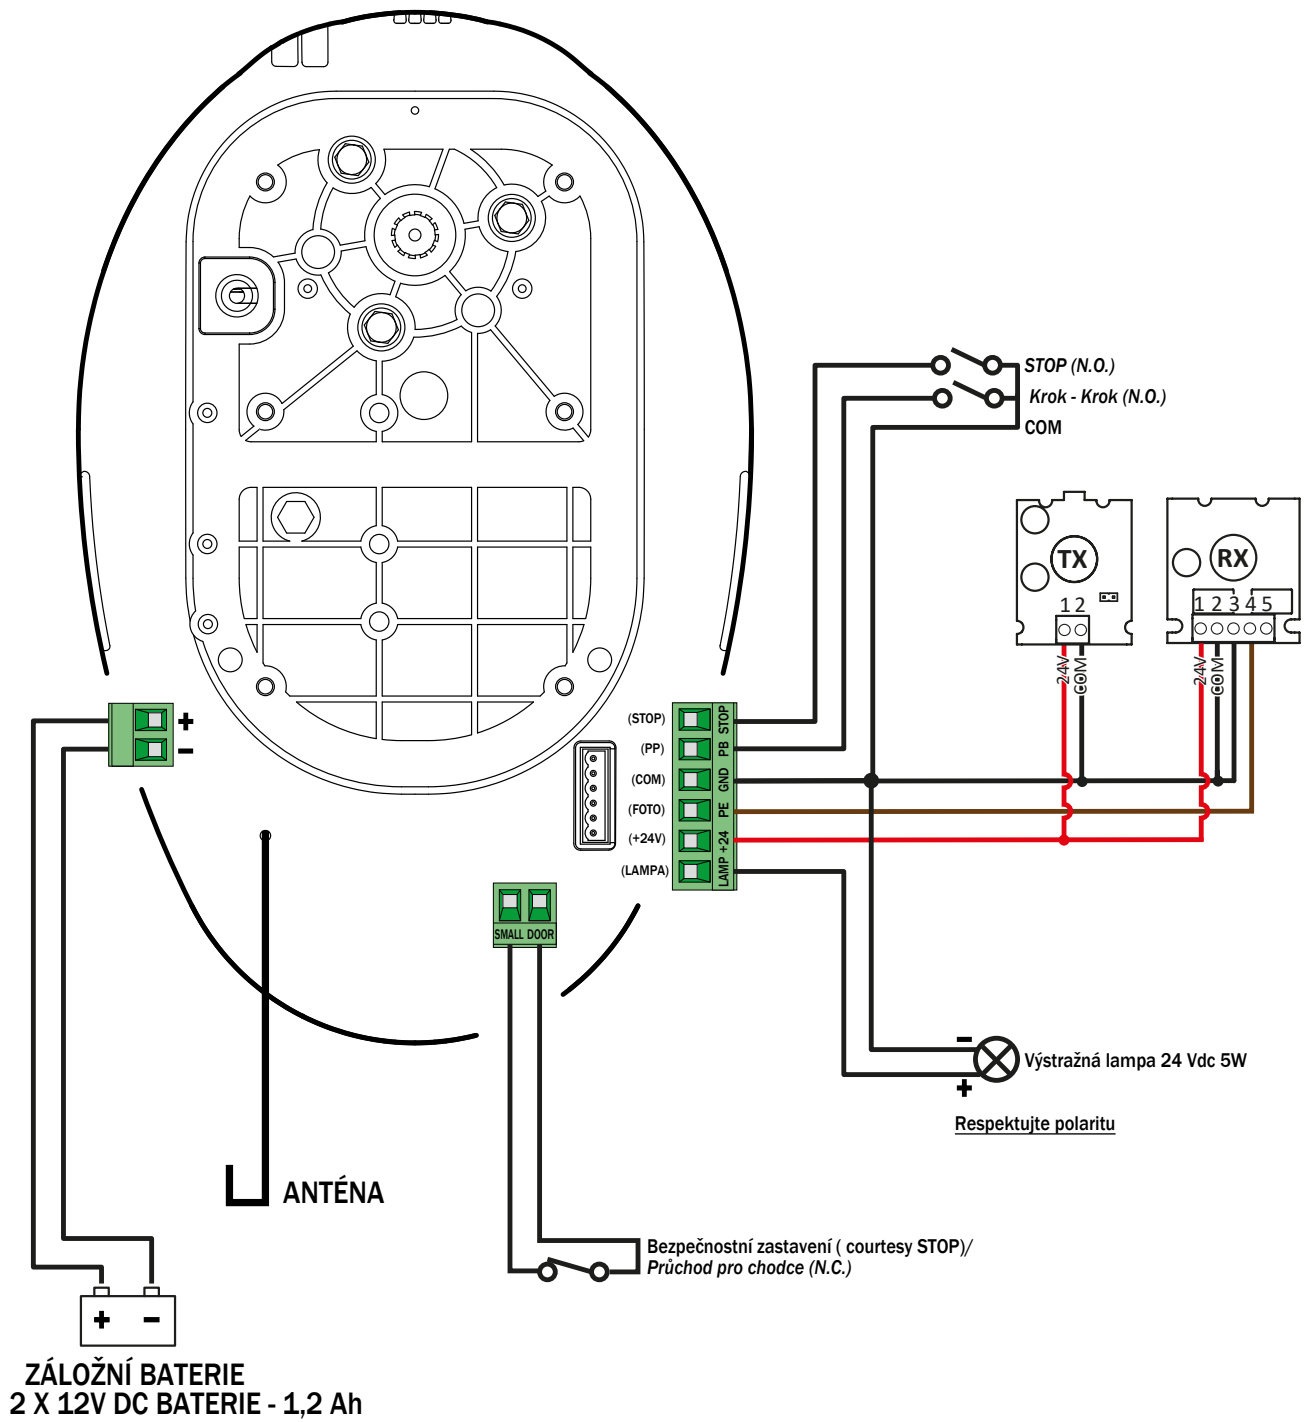 STOP (N.O.)
Krok - Krok (N.O.)
COM
TX
1 2
24V
COM
RX
1 2 3 4 5
24V
COM
+
-
(STOP) STOP
(PP) PB
(COM) GND
(FOTO) PE
(+24V) +24
(LAMPA) LAMP
SMALL DOOR
-
Výstražná lampa 24 Vdc 5W
+
Respektujte polaritu
ANTÉNA
Bezpečnostní zastavení ( courtesy STOP)/
Průchod pro chodce (N.C.)
+ -
ZÁLOŽNÍ BATERIE
2 X 12V DC BATERIE - 1,2 Ah